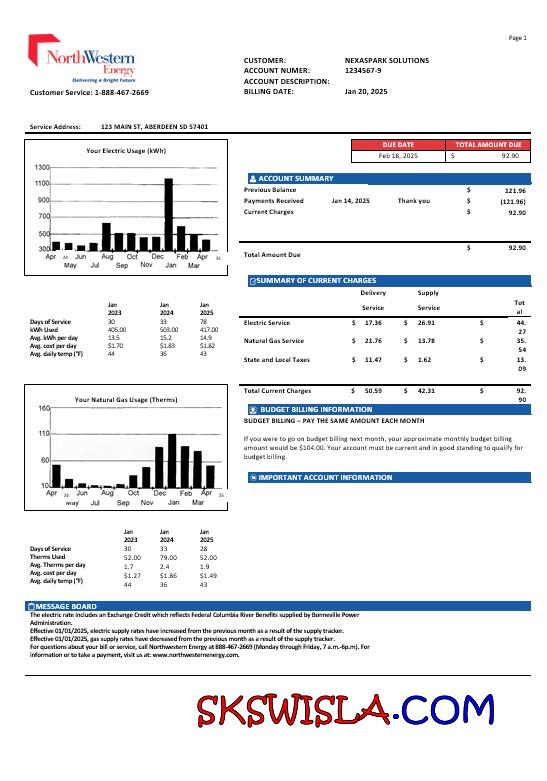 Page 1
NorthWestern
Energy
Delivering a Bright Future
Customer Service: 1-888-467-2669
CUSTOMER: NEXASPARK SOLUTIONS
ACCOUNT NUMER: 1234567-9
ACCOUNT DESCRIPTION:
BILLING DATE: Jan 20, 2025
Service Address: 123 MAIN ST, ABERDEEN SD 57401
Your Electric Usage (kWh)
1300
1100
900
700
500
300
Apr 24 Jun Aug Oct Dec Feb Apr 25
May Jul Sep Nov Jan Mar
DUE DATE TOTAL AMOUNT DUE
Feb 18, 2025 $ 92.90
ACCOUNT SUMMARY
Previous Balance $ 121.96
Payments Received Jan 14, 2025 Thank you $ (121.96)
Current Charges $ 92.90
$ 92.90
Total Amount Due
SUMMARY OF CURRENT CHARGES
Delivery Supply
Service Service Tot
al
Electric Service $ 17.36 $ 26.91 $ 44.
27
Natural Gas Service $ 21.76 $ 13.78 $ 35.
54
State and Local Taxes $ 11.47 $ 1.62 $ 13.
09
Total Current Charges $ 50.59 $ 42.31 $ 92.
90
Jan Jan Jan
2023 2024 2025
Days of Service 30 33 78
kWh Used 405.00 503.00 417.00
Avg. kWh per day 13.5 15.2 14.9
Avg. cost per day $1.70 $1.83 $1.82
Avg. daily temp (°F) 44 36 43
BUDGET BILLING INFORMATION
BUDGET BILLING – PAY THE SAME AMOUNT EACH MONTH
If you were to go on budget billing next month, your approximate monthly budget billing
amount would be $104.00. Your account must be current and in good standing to qualify for
budget billing.
IMPORTANT ACCOUNT INFORMATION
Your Natural Gas Usage (Therms)
160
110
60
10
Apr 24 Jun Aug Oct Dec Feb Apr 25
May Jul Sep Nov Jan Mar
Jan Jan Jan
2023 2024 2025
Days of Service 30 33 28
Therms Used 52.00 79.00 52.00
Avg. Therms per day 1.7 2.4 1.9
Avg. cost per day $1.27 $1.86 $1.49
Avg. daily temp (°F) 44 36 43
MESSAGE BOARD
The electric rate includes an Exchange Credit which reflects Federal Columbia River Benefits supplied by Bonneville Power
Administration.
Effective 01/01/2025, electric supply rates have increased from the previous month as a result of the supply tracker.
Effective 01/01/2025, gas supply rates have decreased from the previous month as a result of the supply tracker.
For questions about your bill or service, call Northwestern Energy at 888-467-2669 (Monday through Friday, 7 a.m.-6p.m). For
information or to take a payment, visit us at: www.northwesternenergy.com.
SKSWISLA.COM